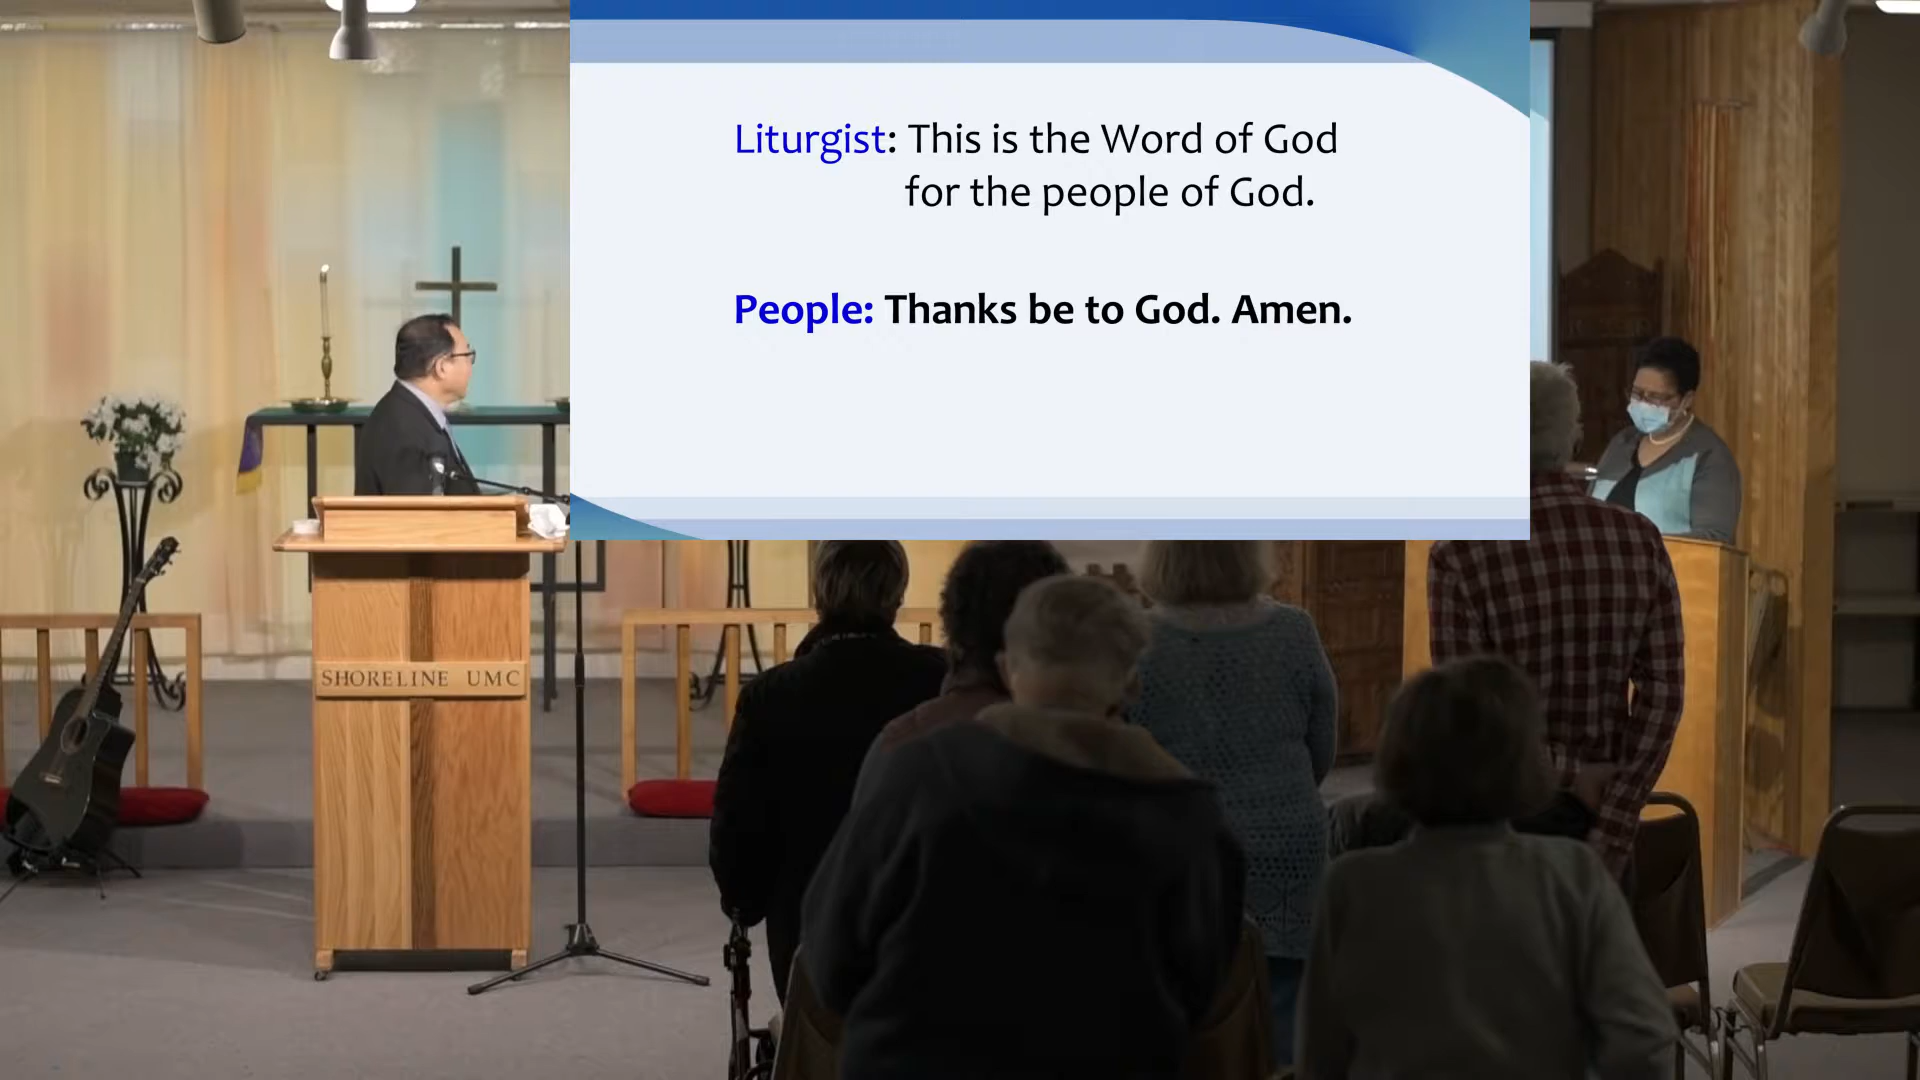 Liturgist: This is the Word of God
for the people of God.
People: Thanks be to God. Amen.
SHORELINE UMC